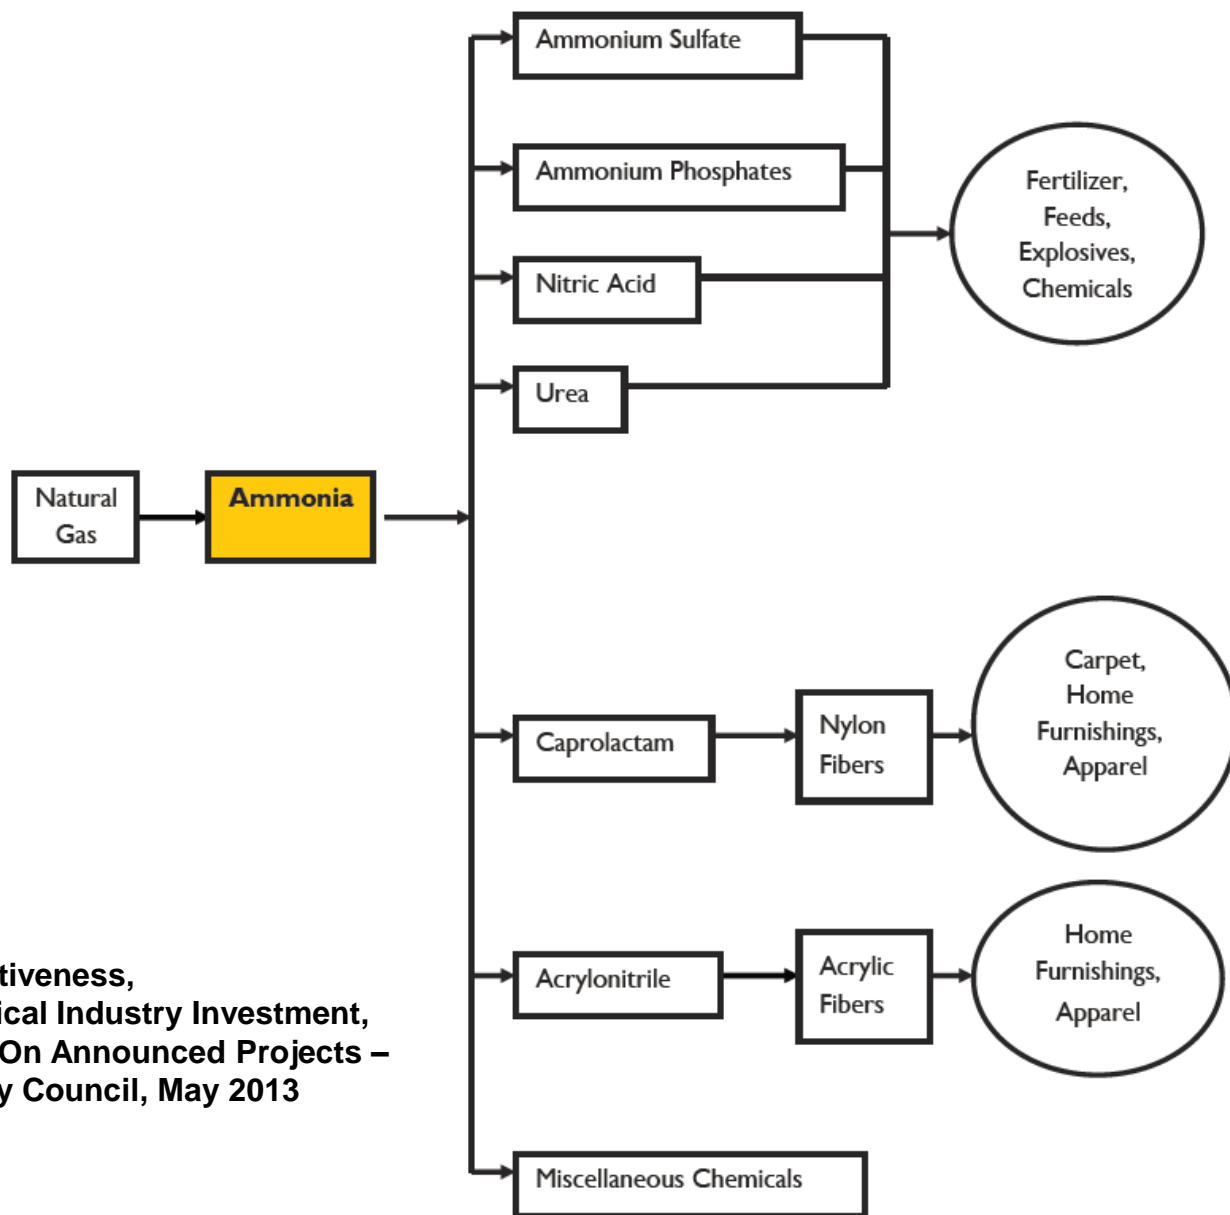 Ammonium Sulfate
Ammonium Phosphates
Nitric Acid
Urea
Fertilizer,
Feeds,
Explosives,
Chemicals
Natural
Gas
Ammonia
Caprolactam
Nylon
Fibers
Carpet,
Home
Furnishings,
Apparel
Acrylonitrile
Acrylic
Fibers
Home
Furnishings,
Apparel
Miscellaneous Chemicals
tiveness,
ical Industry Investment,
On Announced Projects –
y Council, May 2013